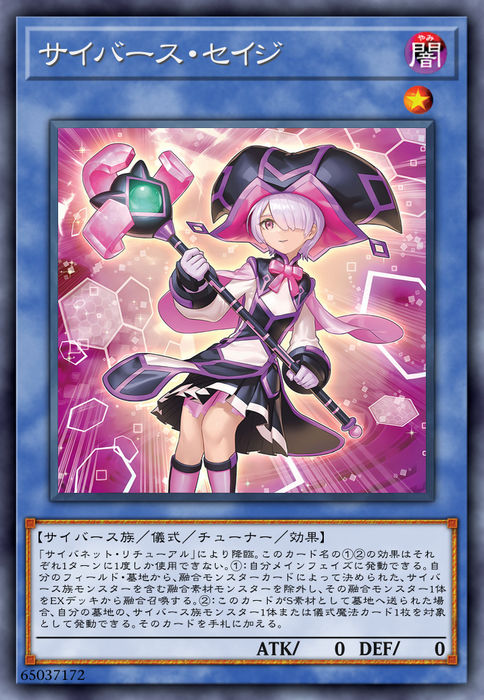 サイバース・セイジ
やみ
闇
【サイバース族／儀式／チューナー／効果】
「サイバネット・リチューアル」により降臨。このカード名の①②の効果はそれ
ぞれ1ターンに1度しか使用できない。①：自分メインフェイズに発動できる。自
分のフィールド・墓地から、融合モンスターカードによって決められた、サイバー
ス族モンスターを含む融合素材モンスターを除外し、その融合モンスター1体
をEXデッキから融合召喚する。②：このカードがS素材として墓地へ送られた場
合、自分の墓地の、サイバース族モンスター1体または儀式魔法カード1枚を対象
として発動できる。そのカードを手札に加える。
ATK/ 0 DEF/ 0
65037172